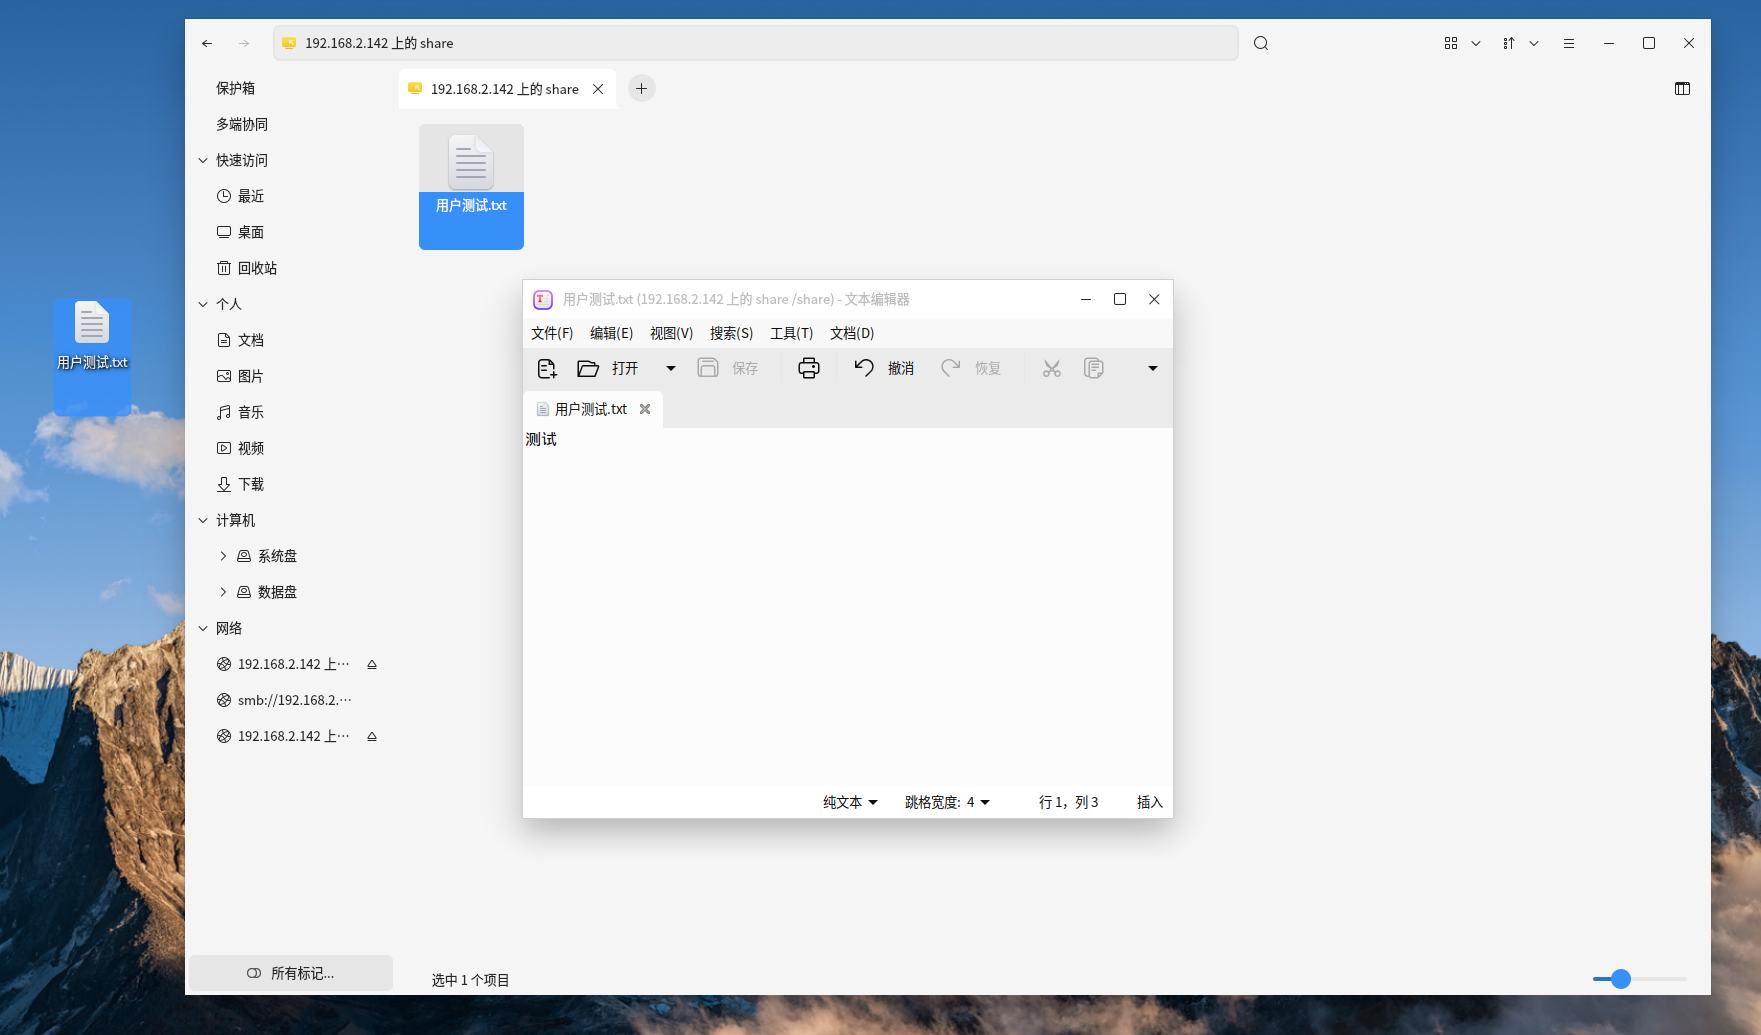 192.168.2.142 上的 share
保护箱
多端协同
快速访问
最近
桌面
回收站
个人
文档
图片
音乐
视频
下载
计算机
系统盘
数据盘
网络
192.168.2.142 上…
smb://192.168.2.…
192.168.2.142 上…
所有标记...
192.168.2.142 上的 share
用户测试.txt
用户测试.txt
用户测试.txt (192.168.2.142 上的 share /share) - 文本编辑器
文件(F) 编辑(E) 视图(V) 搜索(S) 工具(T) 文档(D)
打开 保存 撤消 恢复
用户测试.txt
测试
纯文本 跳格宽度: 4 行 1，列 3 插入
选中 1 个项目